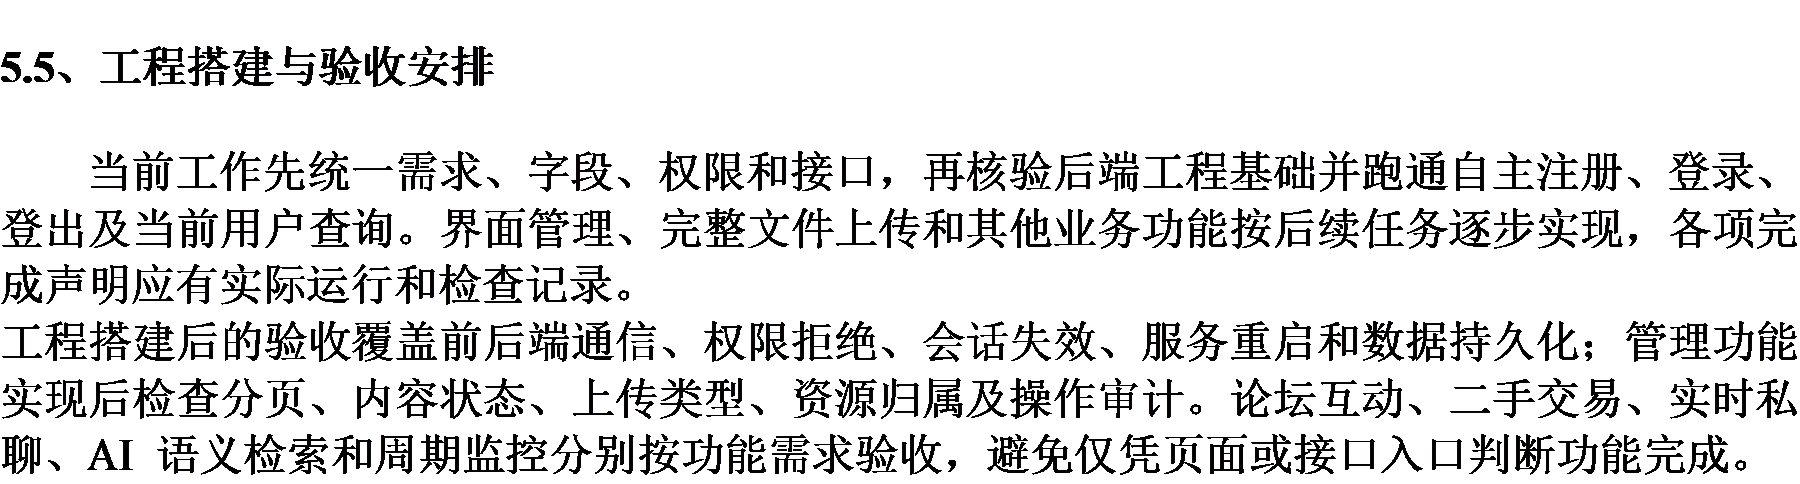 5.5、工程搭建与验收安排
当前工作先统一需求、字段、权限和接口，再核验后端工程基础并跑通自主注册、登录、
登出及当前用户查询。界面管理、完整文件上传和其他业务功能按后续任务逐步实现，各项完
成声明应有实际运行和检查记录。
工程搭建后的验收覆盖前后端通信、权限拒绝、会话失效、服务重启和数据持久化；管理功能
实现后检查分页、内容状态、上传类型、资源归属及操作审计。论坛互动、二手交易、实时私
聊、AI 语义检索和周期监控分别按功能需求验收，避免仅凭页面或接口入口判断功能完成。